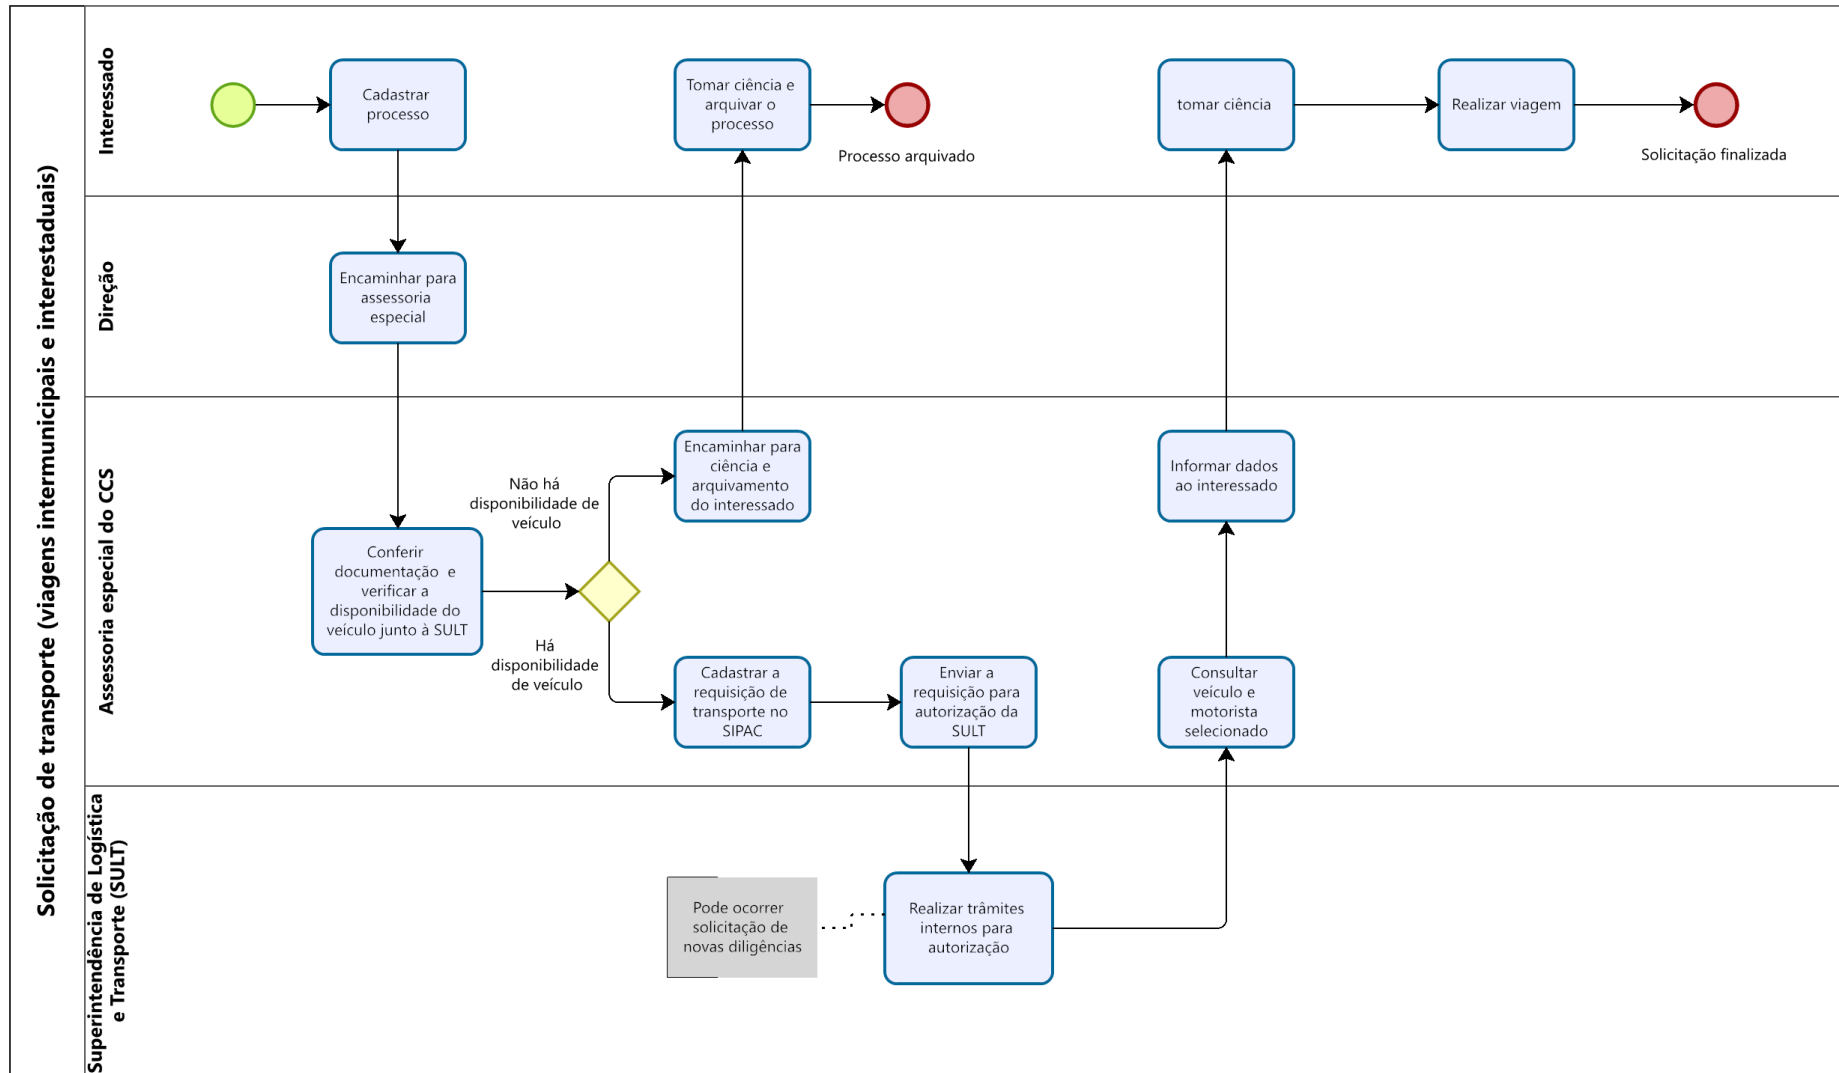 Solicitação de transporte (viagens intermunicipais e interestaduais)
Interessado
Cadastrar
processo
Tomar ciência e
arquivar o
processo
Processo arquivado
tomar ciência
Realizar viagem
Solicitação finalizada
Direção
Encaminhar para
assessoria
especial
Assessoria especial do CCS
Conferir
documentação e
verificar a
disponibilidade do
veículo junto à SULT
Não há
disponibilidade de
veículo
Encaminhar para
ciência e
arquivamento
do interessado
Há
disponibilidade
de veículo
Cadastrar a
requisição de
transporte no
SIPAC
Enviar a
requisição para
autorização da
SULT
Informar dados
ao interessado
Consultar
veículo e
motorista
selecionado
Superintendência de Logística
e Transporte (SULT)
Pode ocorrer
solicitação de
novas diligências
Realizar trâmites
internos para
autorização